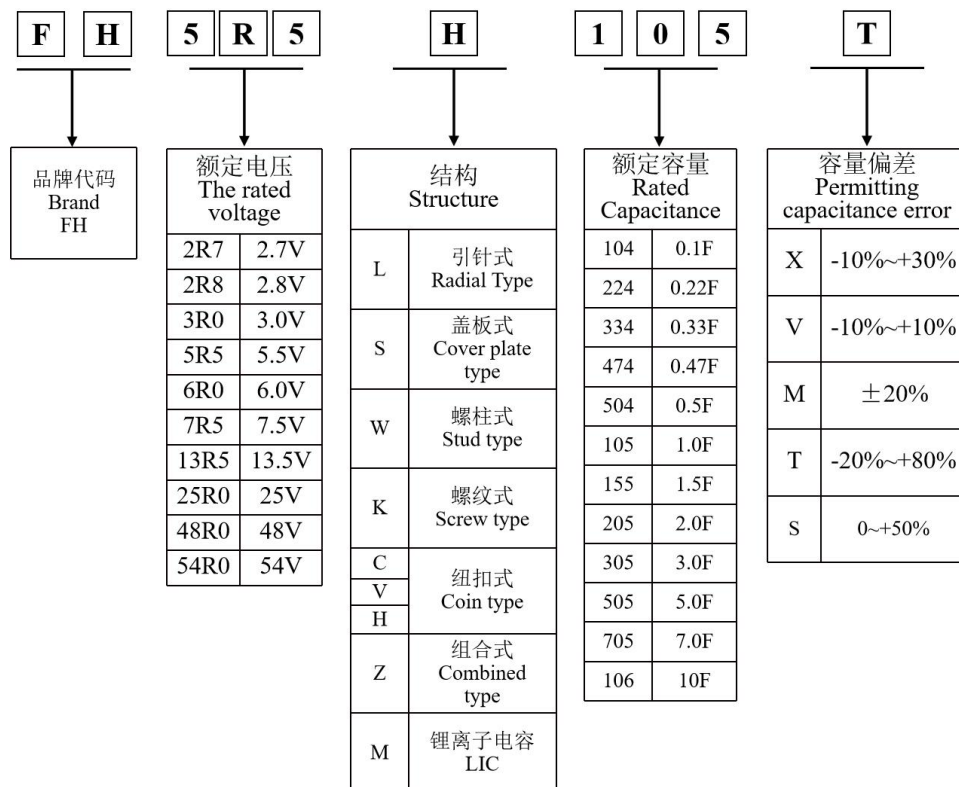 F H 5 R 5 H 1 0 5 T
品牌代码
Brand
FH
额定电压
The rated
voltage
2R7 2.7V
2R8 2.8V
3R0 3.0V
5R5 5.5V
6R0 6.0V
7R5 7.5V
13R5 13.5V
25R0 25V
48R0 48V
54R0 54V
结构
Structure
L 引针式
Radial Type
S 盖板式
Cover plate
type
W 螺柱式
Stud type
K 螺纹式
Screw type
C
V
H
纽扣式
Coin type
Z 组合式
Combined
type
M 锂离子电容
LIC
额定容量
Rated
Capacitance
104 0.1F
224 0.22F
334 0.33F
474 0.47F
504 0.5F
105 1.0F
155 1.5F
205 2.0F
305 3.0F
505 5.0F
705 7.0F
106 10F
容量偏差
Permitting
capacitance error
X -10%~+30%
V -10%~+10%
M ±20%
T -20%~+80%
S 0~+50%